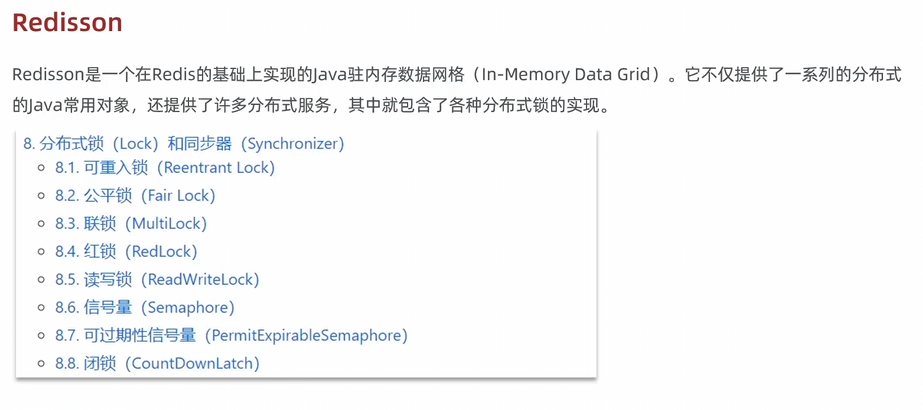 Redisson
Redisson是一个在Redis的基础上实现的Java驻内存数据网格（In-Memory Data Grid）。它不仅提供了一系列的分布式
的Java常用对象，还提供了许多分布式服务，其中就包含了各种分布式锁的实现。
8. 分布式锁（Lock）和同步器（Synchronizer）
8.1. 可重入锁（Reentrant Lock）
8.2. 公平锁（Fair Lock）
8.3. 联锁（MultiLock）
8.4. 红锁（RedLock）
8.5. 读写锁（ReadWriteLock）
8.6. 信号量（Semaphore）
8.7. 可过期性信号量（PermitExpirableSemaphore）
8.8. 闭锁（CountDownLatch）